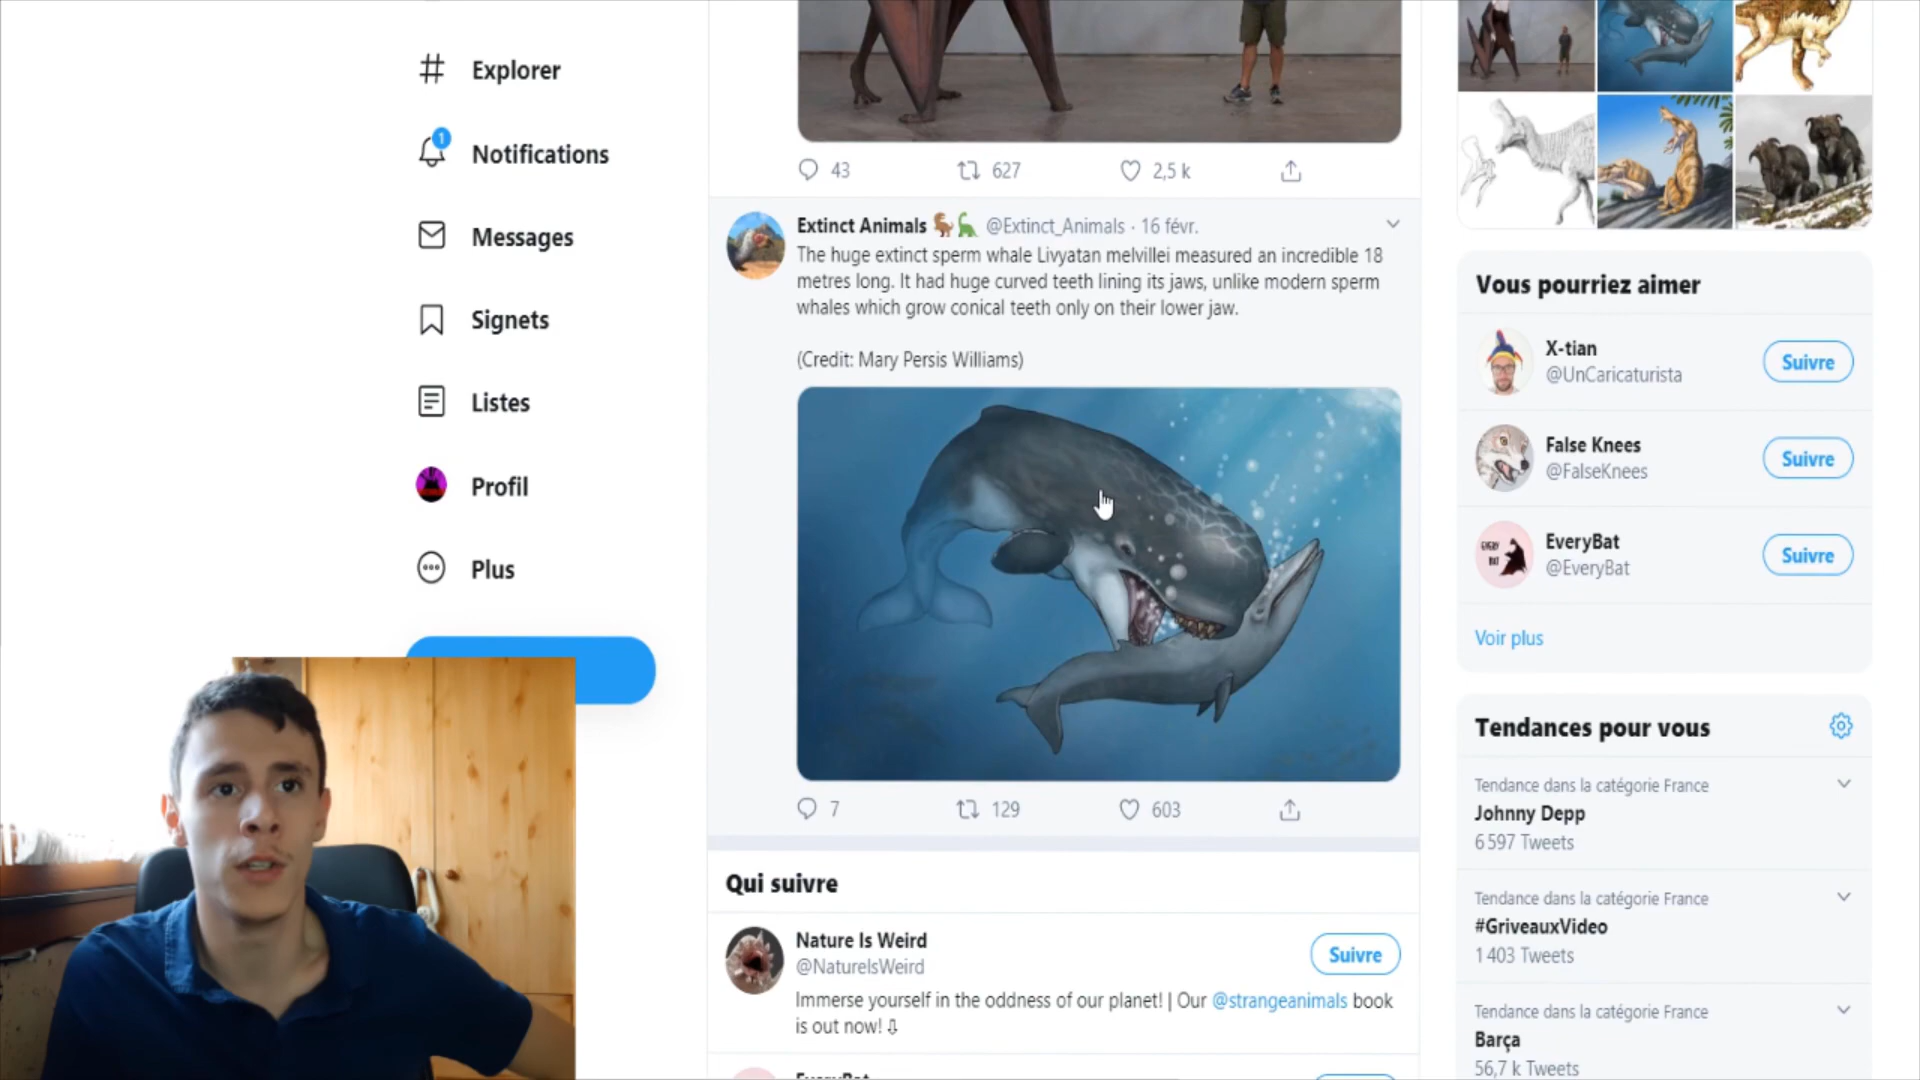 Explorer
1
Notifications
Messages
Signets
Listes
Profil
Plus
43
627
2,5 k
Extinct Animals @Extinct_Animals · 16 févr.
The huge extinct sperm whale Livyatan melvillei measured an incredible 18
metres long. It had huge curved teeth lining its jaws, unlike modern sperm
whales which grow conical teeth only on their lower jaw.
(Credit: Mary Persis Williams)
7
129
603
Qui suivre
Nature Is Weird
@NatureIsWeird
Suivre
Immerse yourself in the oddness of our planet! | Our @strangeanimals book
is out now! ⇩
EveryBat
Vous pourriez aimer
X-tian
@UnCaricaturista
Suivre
False Knees
@FalseKnees
Suivre
EVERY
BAT
EveryBat
@EveryBat
Suivre
Voir plus
Tendances pour vous
Tendance dans la catégorie France
Johnny Depp
6 597 Tweets
Tendance dans la catégorie France
#GriveauxVideo
1 403 Tweets
Tendance dans la catégorie France
Barça
56,7 k Tweets